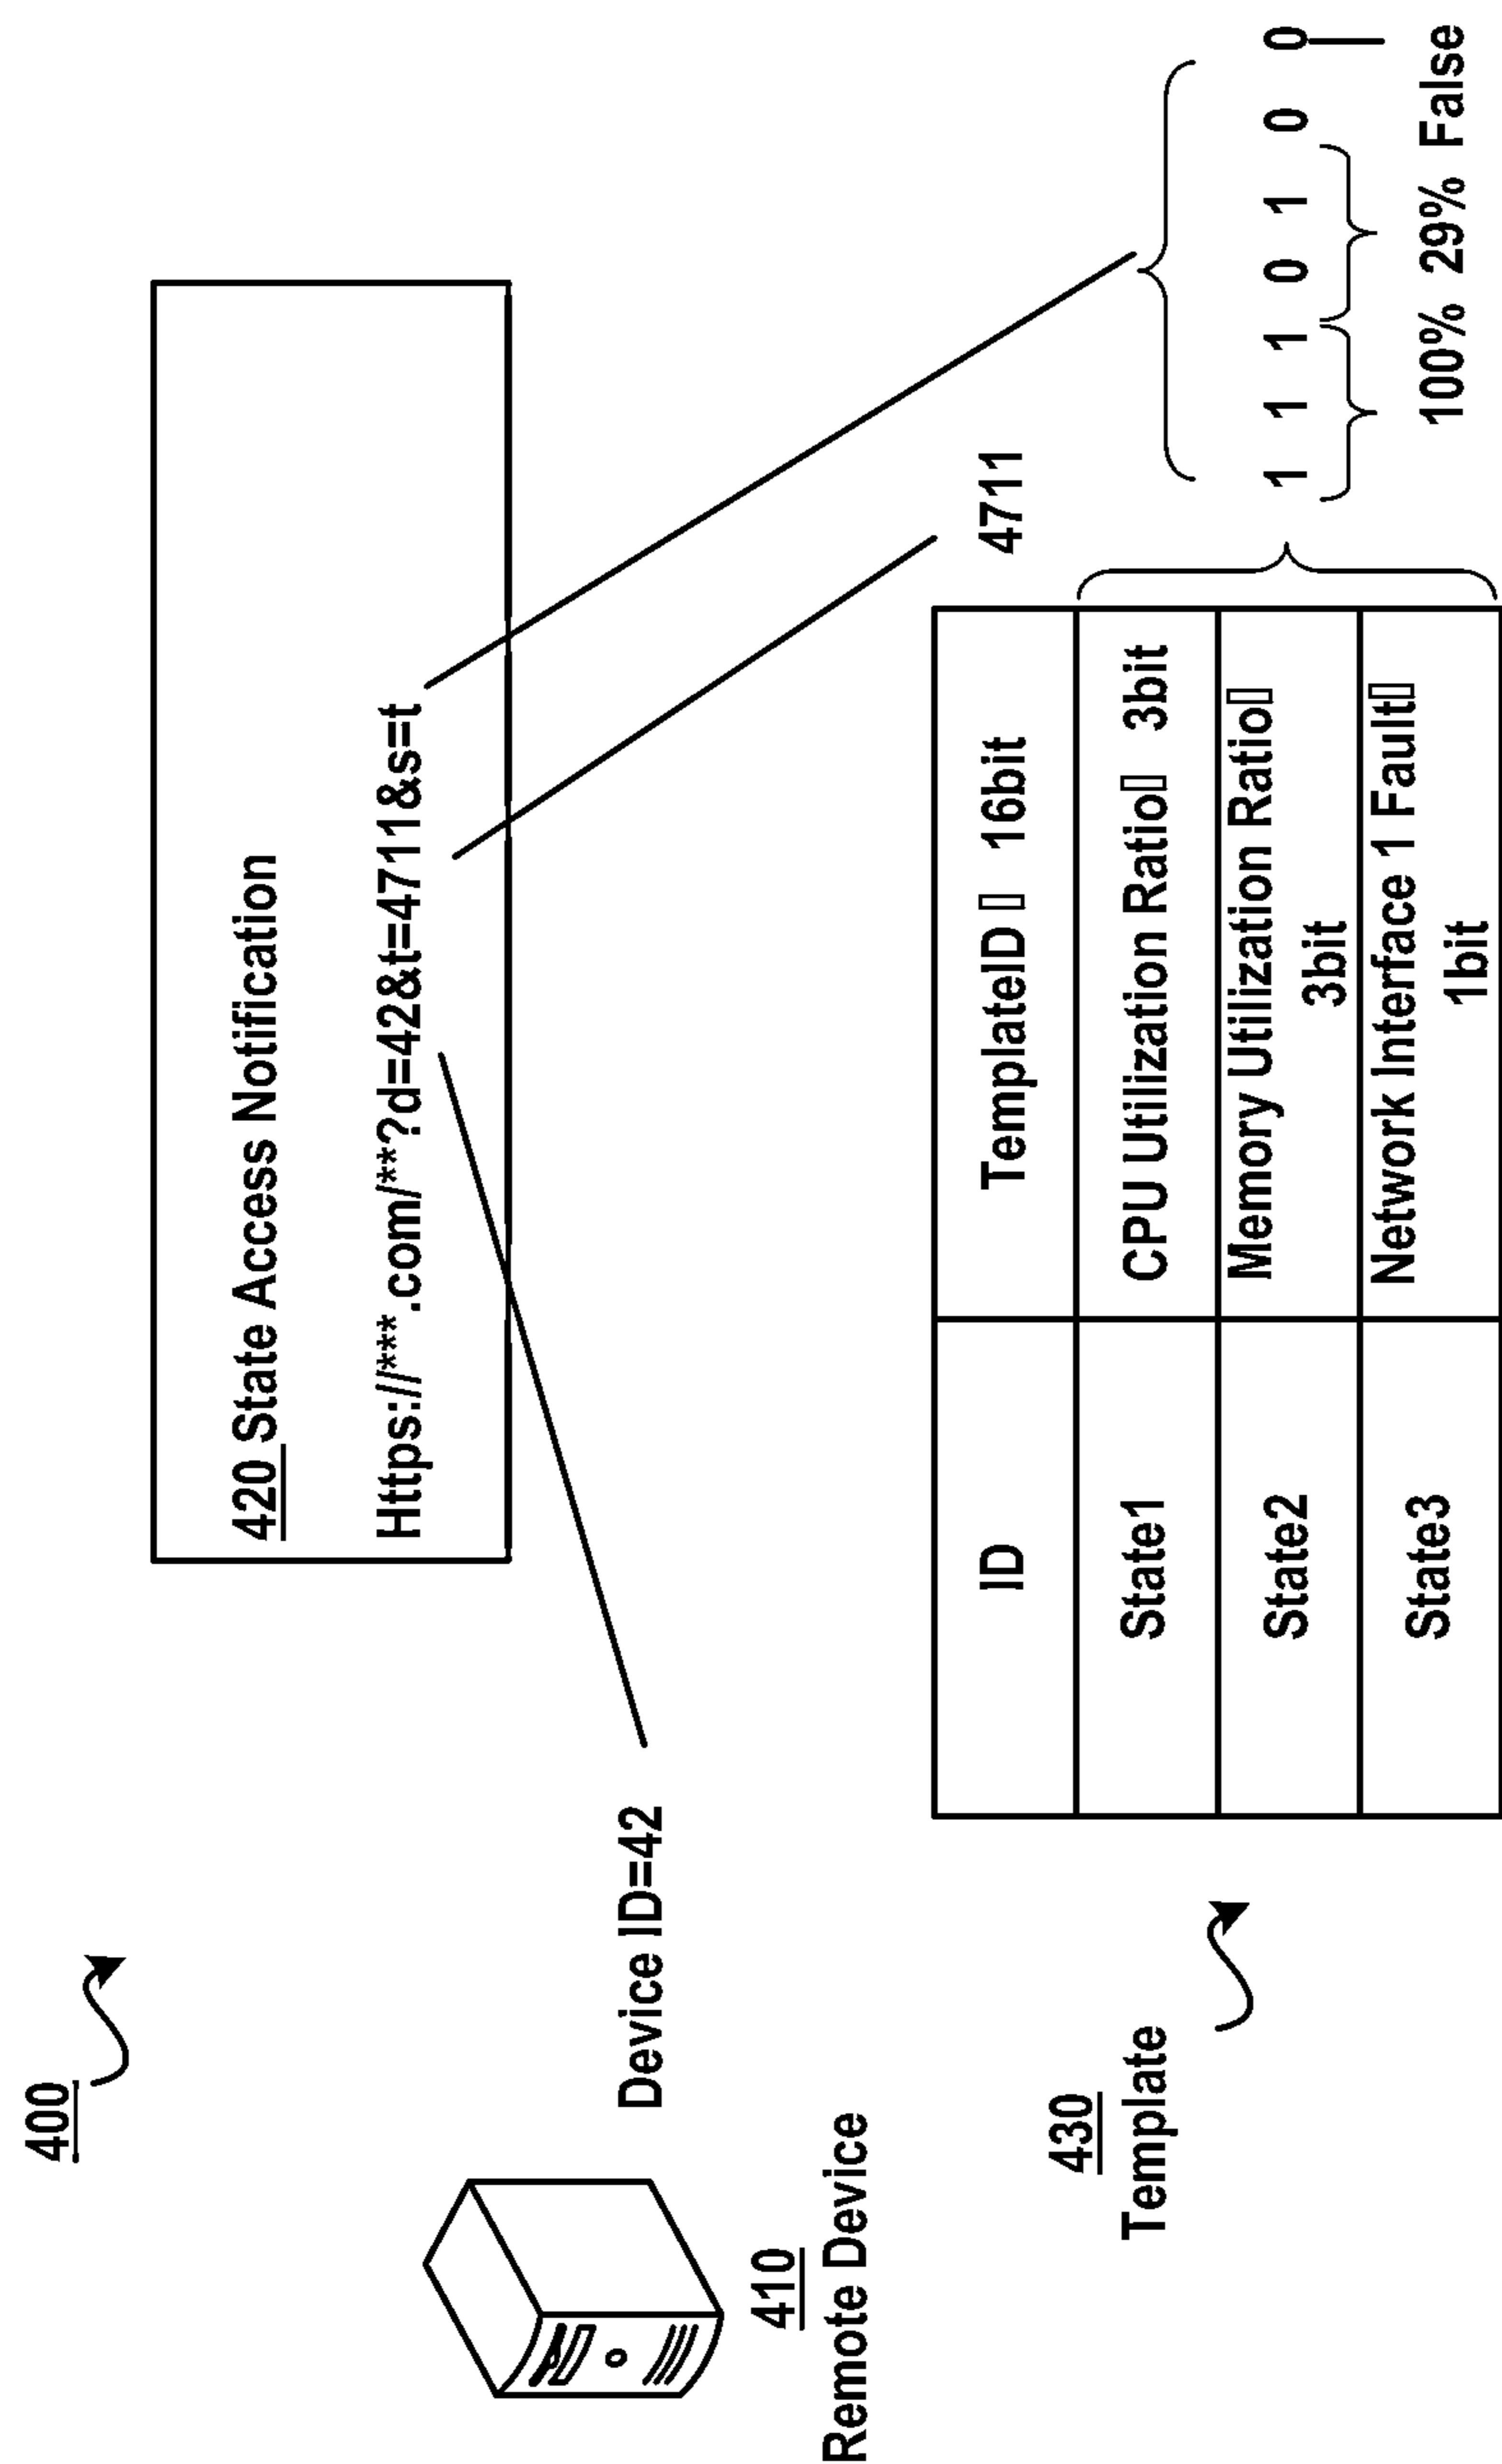 400
420 State Access Notification
Https://***.com/**?d=42&t=4711&s=t
410
Remote Device
Device ID=42
430
Template
ID
TemplateID 16bit
State1
CPU Utilization Ratio 3bit
State2
Memory Utilization Ratio
3bit
State3
Network Interface 1 Fault
1bit
4711
1 1 1 0 1 0 0
100% 29% False